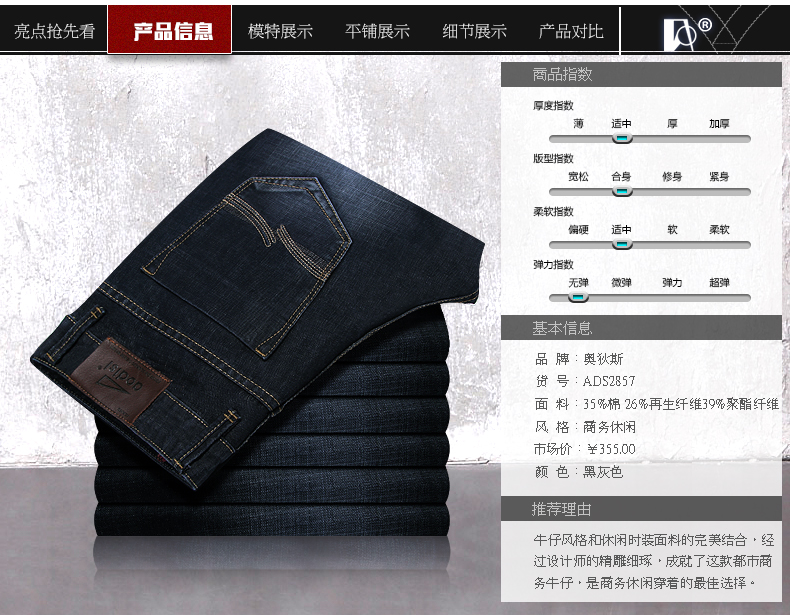 亮点抢先看 产品信息 模特展示 平铺展示 细节展示 产品对比 ®
商品指数
厚度指数
薄 适中 厚 加厚
版型指数
宽松 合身 修身 紧身
柔软指数
偏硬 适中 软 柔软
弹力指数
无弹 微弹 弹力 超弹
基本信息
品 牌：奥狄斯
货 号：ADS2857
面 料：35%棉 26%再生纤维39%聚酯纤维
风 格：商务休闲
市场价：￥355.00
颜 色：黑灰色
推荐理由
牛仔风格和休闲时装面料的完美结合，经
过设计师的精雕细琢，成就了这款都市商
务牛仔，是商务休闲穿着的最佳选择。